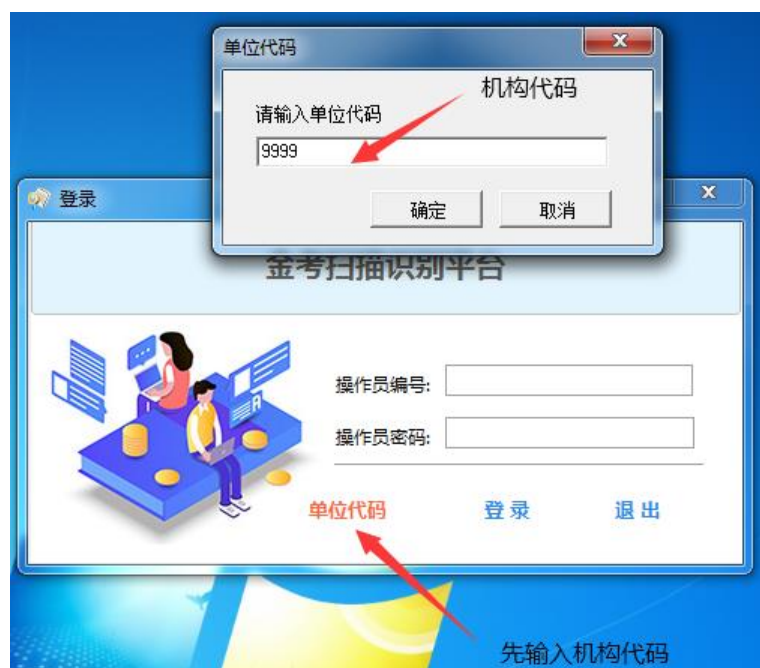 单位代码
机构代码
请输入单位代码
9999
确定 取消
登录
金考扫描识别平台
操作员编号:
操作员密码:
单位代码 登录 退出
先输入机构代码